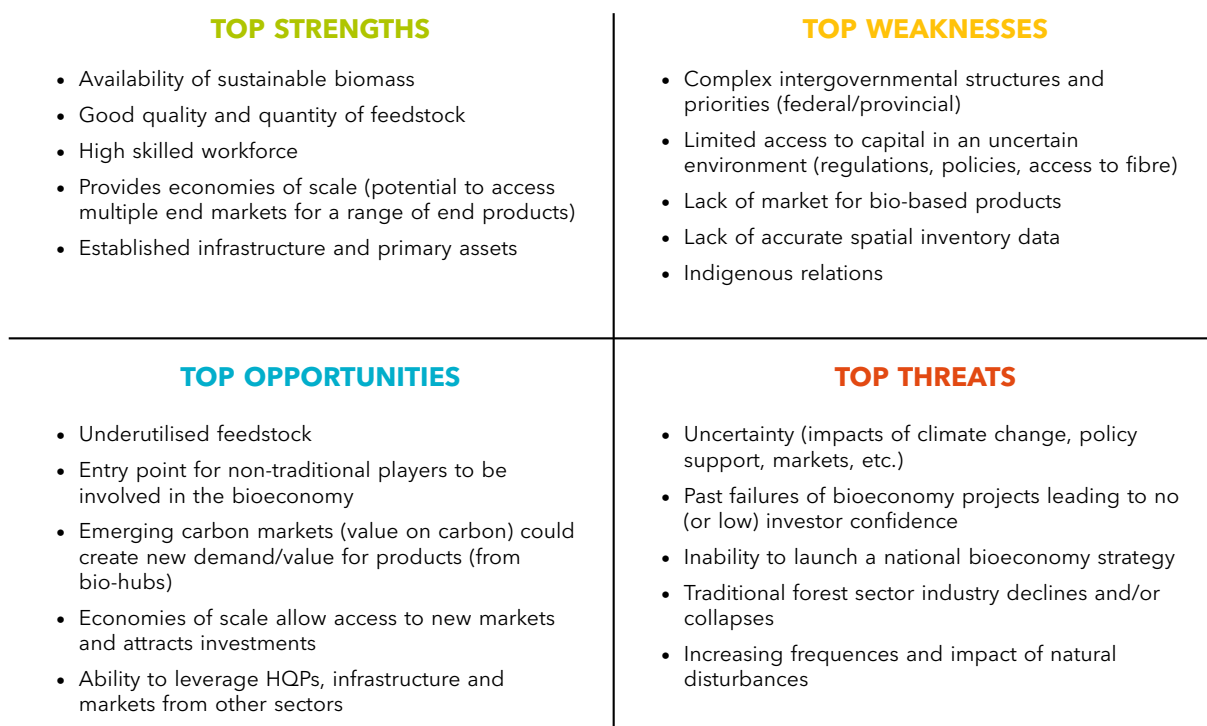 TOP STRENGTHS
• Availability of sustainable biomass
• Good quality and quantity of feedstock
• High skilled workforce
• Provides economies of scale (potential to access
multiple end markets for a range of end products)
• Established infrastructure and primary assets
TOP WEAKNESSES
• Complex intergovernmental structures and
priorities (federal/provincial)
• Limited access to capital in an uncertain
environment (regulations, policies, access to fibre)
• Lack of market for bio-based products
• Lack of accurate spatial inventory data
• Indigenous relations
TOP OPPORTUNITIES
• Underutilised feedstock
• Entry point for non-traditional players to be
involved in the bioeconomy
• Emerging carbon markets (value on carbon) could
create new demand/value for products (from
bio-hubs)
• Economies of scale allow access to new markets
and attracts investments
• Ability to leverage HQPs, infrastructure and
markets from other sectors
TOP THREATS
• Uncertainty (impacts of climate change, policy
support, markets, etc.)
• Past failures of bioeconomy projects leading to no
(or low) investor confidence
• Inability to launch a national bioeconomy strategy
• Traditional forest sector industry declines and/or
collapses
• Increasing frequences and impact of natural
disturbances